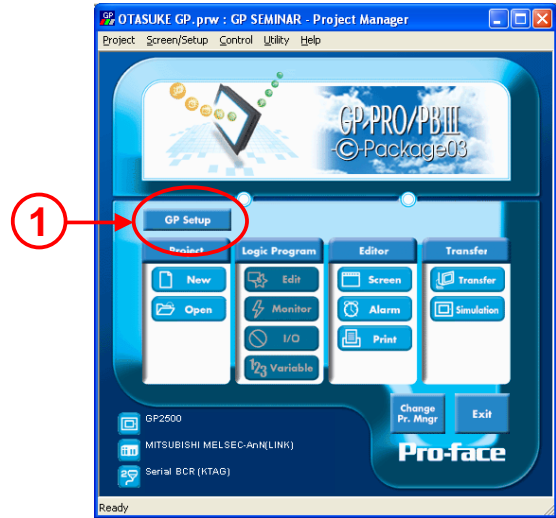 OTASUKE GP.prw : GP SEMINAR - Project Manager
Project Screen/Setup Control Utility Help
GP-PRO/PBIII
-C-Package03
1
GP Setup
Project Logic Program Editor Transfer
New Edit Screen Transfer
Open Monitor Alarm Simulation
I/O Print
123 Variable
Change
Pr. Mngr
Exit
GP2500
MITSUBISHI MELSEC-AnN(LINK)
Serial BCR (KTAG)
Pro-face
Ready